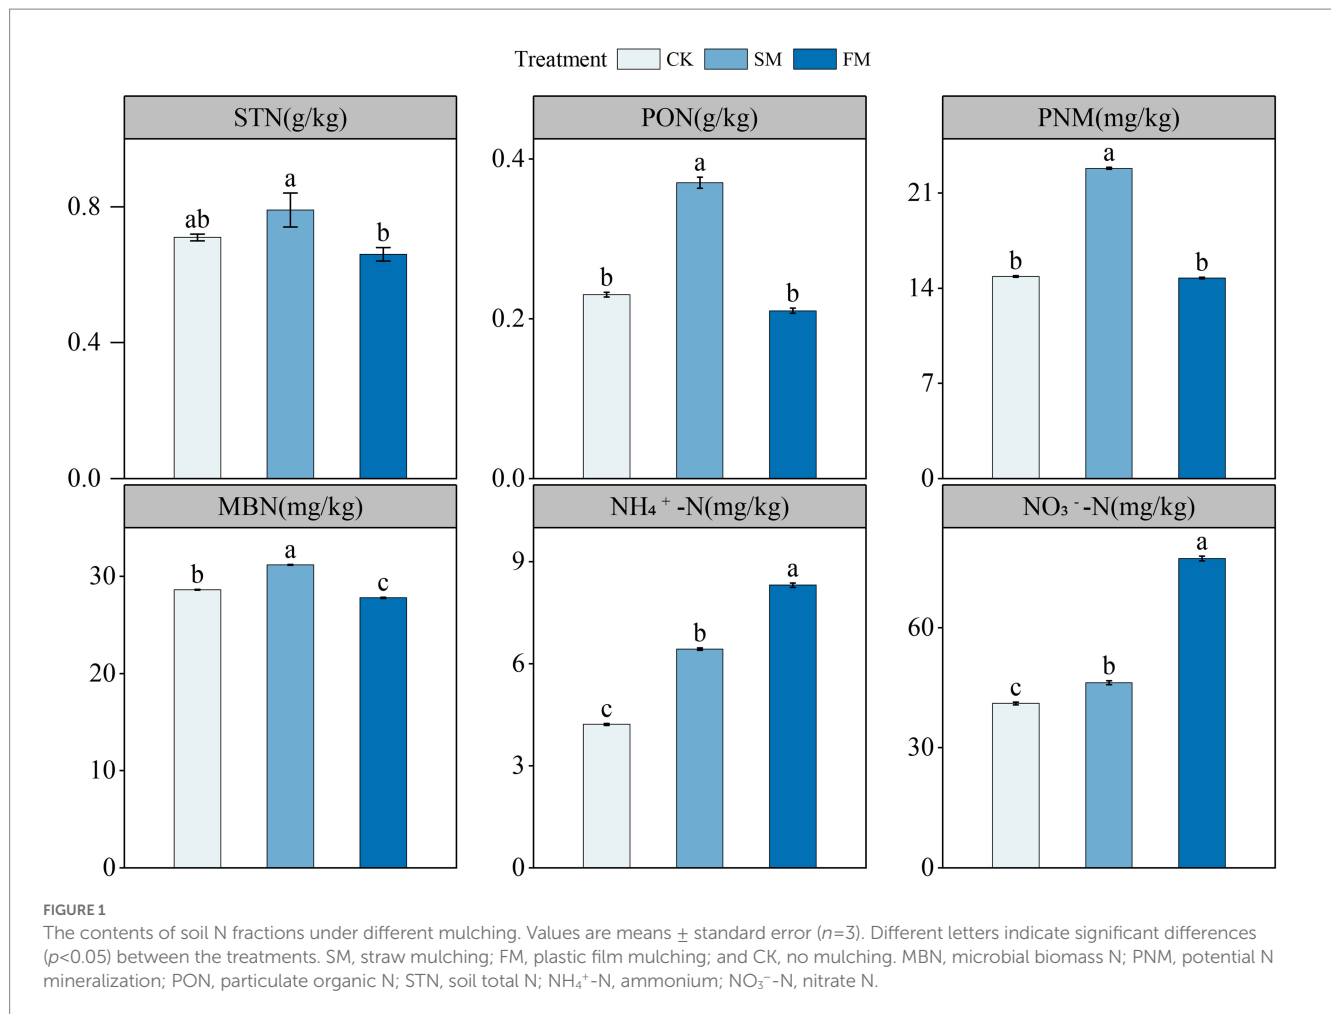 Treatment CK SM FM
STN(g/kg) PON(g/kg) PNM(mg/kg)
0.8
0.4
0.0
ab a b
0.4
0.2
0.0
b a b
21
14
7
0
b a b
MBN(mg/kg) NH₄⁺-N(mg/kg) NO₃⁻-N(mg/kg)
30
20
10
0
b a c
9
6
3
0
c b a
60
30
0
c b a
FIGURE 1
The contents of soil N fractions under different mulching. Values are means ± standard error (n=3). Different letters indicate significant differences
(p<0.05) between the treatments. SM, straw mulching; FM, plastic film mulching; and CK, no mulching. MBN, microbial biomass N; PNM, potential N
mineralization; PON, particulate organic N; STN, soil total N; NH₄⁺-N, ammonium; NO₃⁻-N, nitrate N.